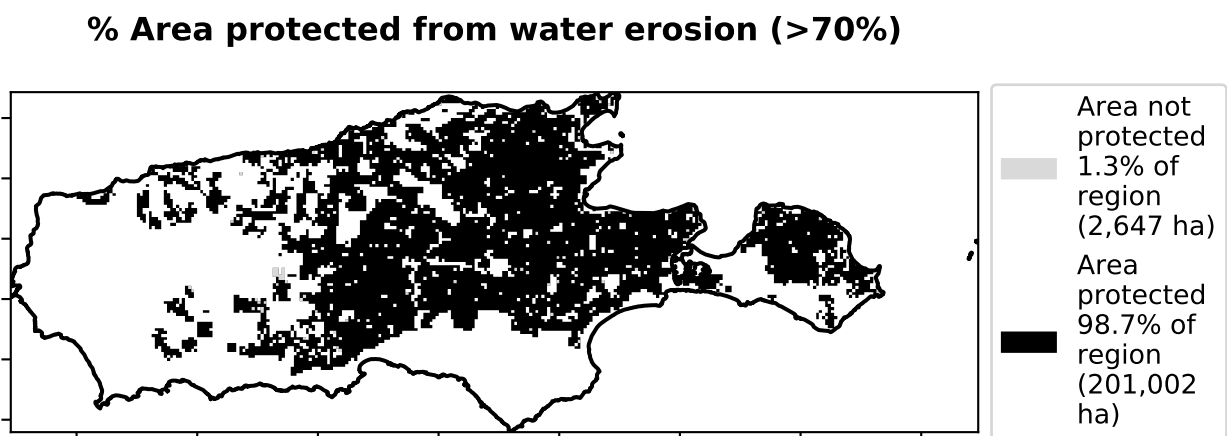 % Area protected from water erosion (>70%)
Area not
protected
1.3% of
region
(2,647 ha)
Area
protected
98.7% of
region
(201,002
ha)